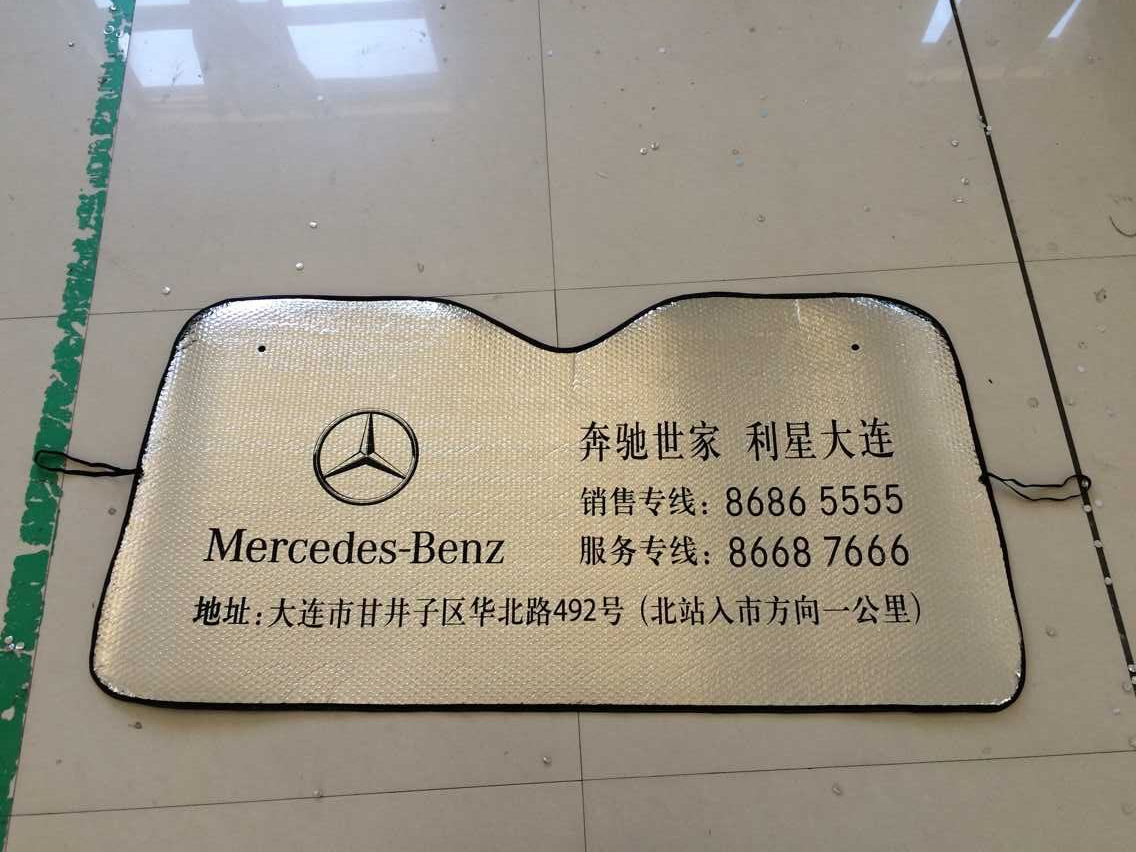 Mercedes-Benz
奔驰世家 利星大连
销售专线：8686 5555
服务专线：8668 7666
地址：大连市甘井子区华北路492号（北站入市方向一公里）